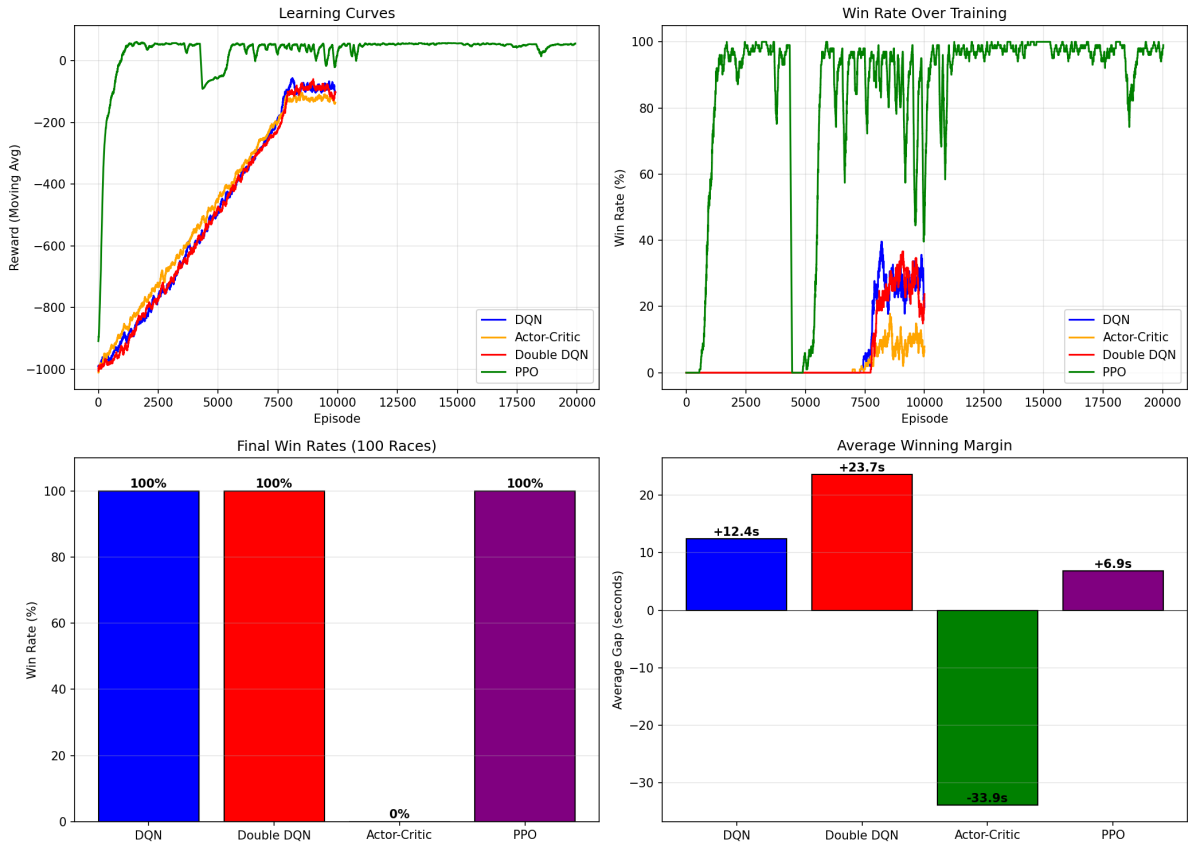 Learning Curves
Reward (Moving Avg)
0
−200
−400
−600
−800
−1000
0
2500
5000
7500
10000
12500
15000
17500
20000
Episode
DQN
Actor-Critic
Double DQN
PPO
Win Rate Over Training
Win Rate (%)
100
80
60
40
20
0
0
2500
5000
7500
10000
12500
15000
17500
20000
Episode
DQN
Actor-Critic
Double DQN
PPO
Final Win Rates (100 Races)
Win Rate (%)
100
80
60
40
20
0
100%
100%
0%
100%
DQN
Double DQN
Actor-Critic
PPO
Average Winning Margin
Average Gap (seconds)
20
10
0
−10
−20
−30
+12.4s
+23.7s
-33.9s
+6.9s
DQN
Double DQN
Actor-Critic
PPO